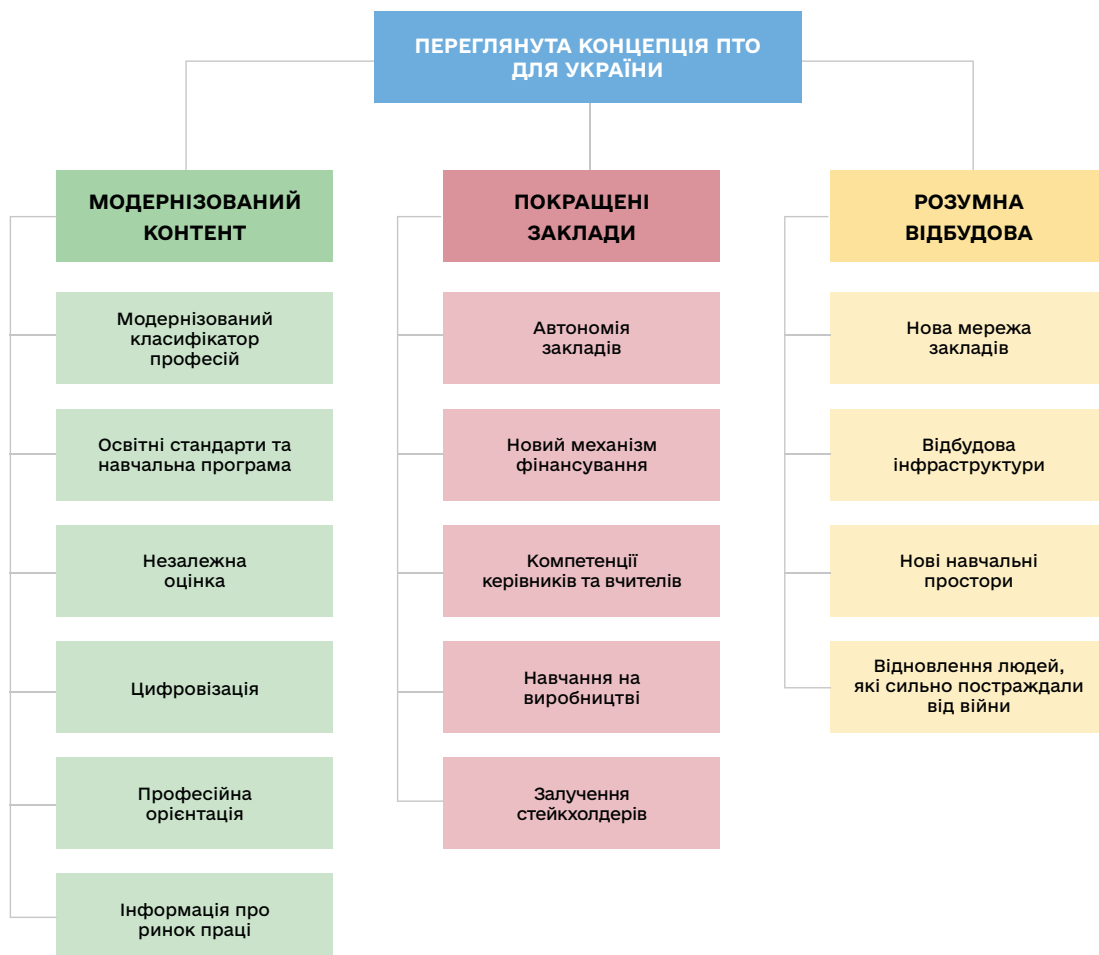 ПЕРЕГЛЯНУТА КОНЦЕПЦІЯ ПТО
ДЛЯ УКРАЇНИ
МОДЕРНІЗОВАНИЙ
КОНТЕНТ
Модернізований
класифікатор
професій
Освітні стандарти та
навчальна програма
Незалежна
оцінка
Цифровізація
Професійна
орієнтація
Інформація про
ринок праці
ПОКРАЩЕНІ
ЗАКЛАДИ
Автономія
закладів
Новий механізм
фінансування
Компетенції
керівників та вчителів
Навчання на
виробництві
Залучення
стейкхолдерів
РОЗУМНА
ВІДБУДОВА
Нова мережа
закладів
Відбудова
інфраструктури
Нові навчальні
простори
Відновлення людей,
які сильно постраждали
від війни